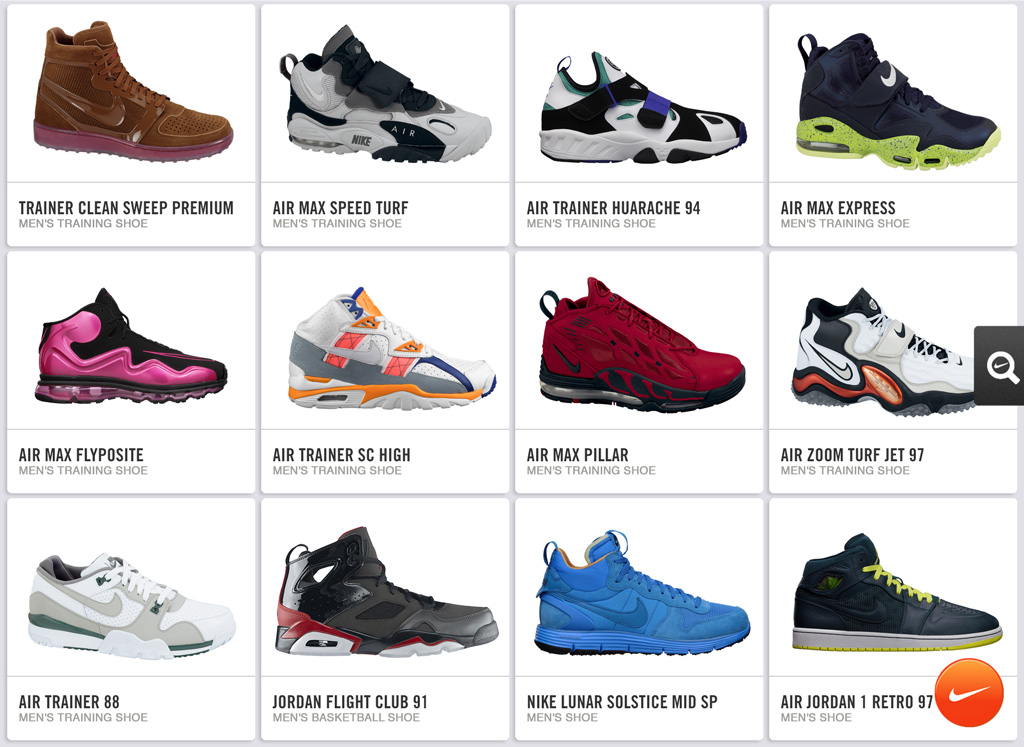 TRAINER CLEAN SWEEP PREMIUM
MEN'S TRAINING SHOE
AIR
NIKE
AIR MAX SPEED TURF
MEN'S TRAINING SHOE
AIR TRAINER HUARACHE 94
MEN'S TRAINING SHOE
AIR MAX EXPRESS
MEN'S TRAINING SHOE
AIR MAX FLYPOSITE
MEN'S TRAINING SHOE
AIR TRAINER SC HIGH
MEN'S TRAINING SHOE
AIR MAX PILLAR
MEN'S TRAINING SHOE
AIR ZOOM TURF JET 97
MEN'S TRAINING SHOE
AIR TRAINER 88
MEN'S TRAINING SHOE
JORDAN FLIGHT CLUB 91
MEN'S BASKETBALL SHOE
NIKE LUNAR SOLSTICE MID SP
MEN'S SHOE
AIR JORDAN 1 RETRO 97
MEN'S SHOE